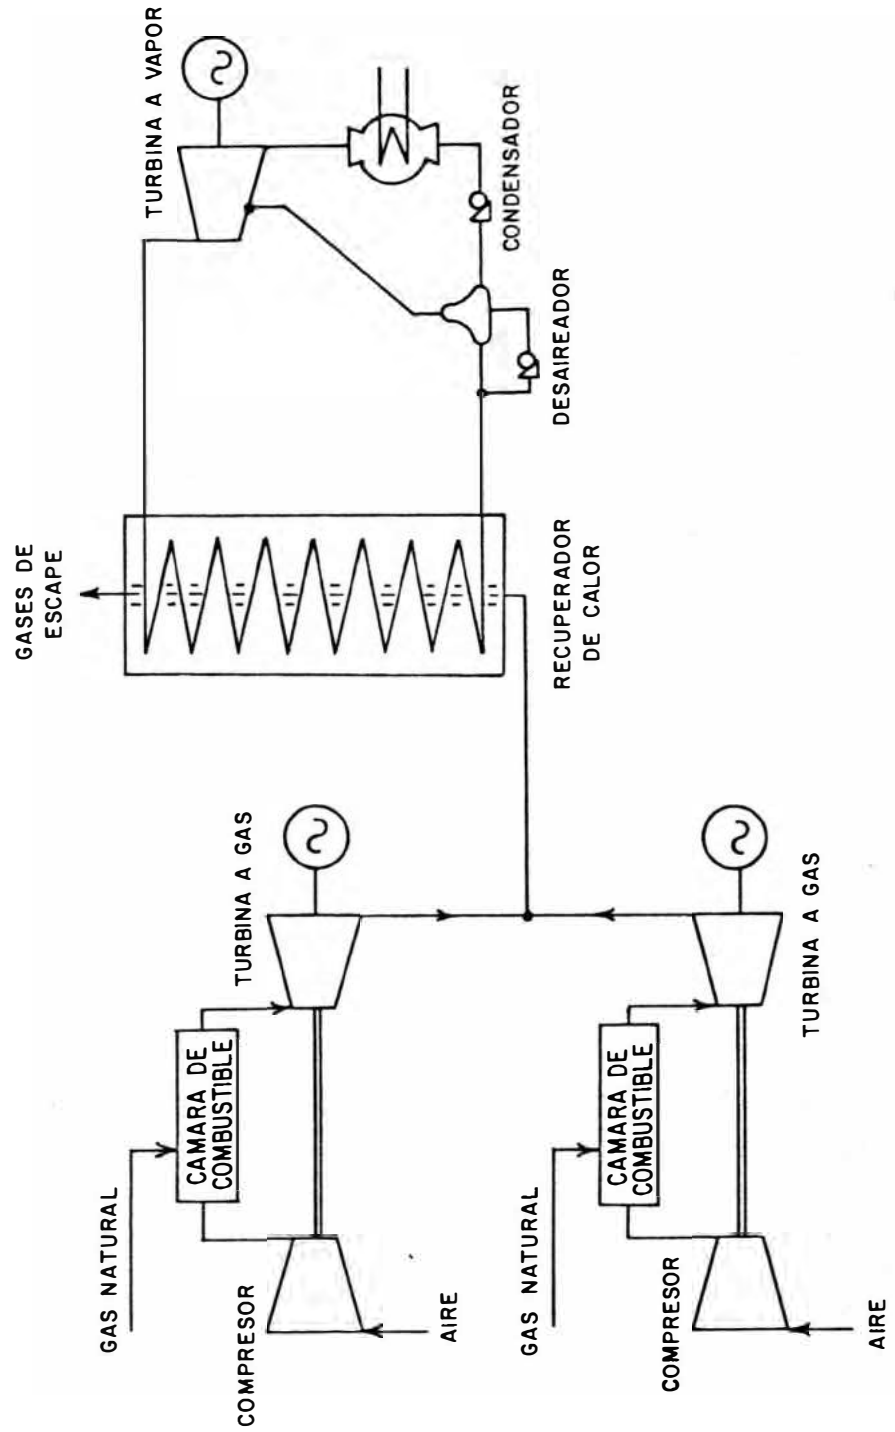 GASES DE
ESCAPE
TURBINA A VAPOR
CONDENSADOR
DESAIREADOR
RECUPERADOR
DE CALOR
TURBINA A GAS
CAMARA DE
COMBUSTIBLE
GAS NATURAL
COMPRESOR
AIRE
TURBINA A GAS
CAMARA DE
COMBUSTIBLE
GAS NATURAL
COMPRESOR
AIRE